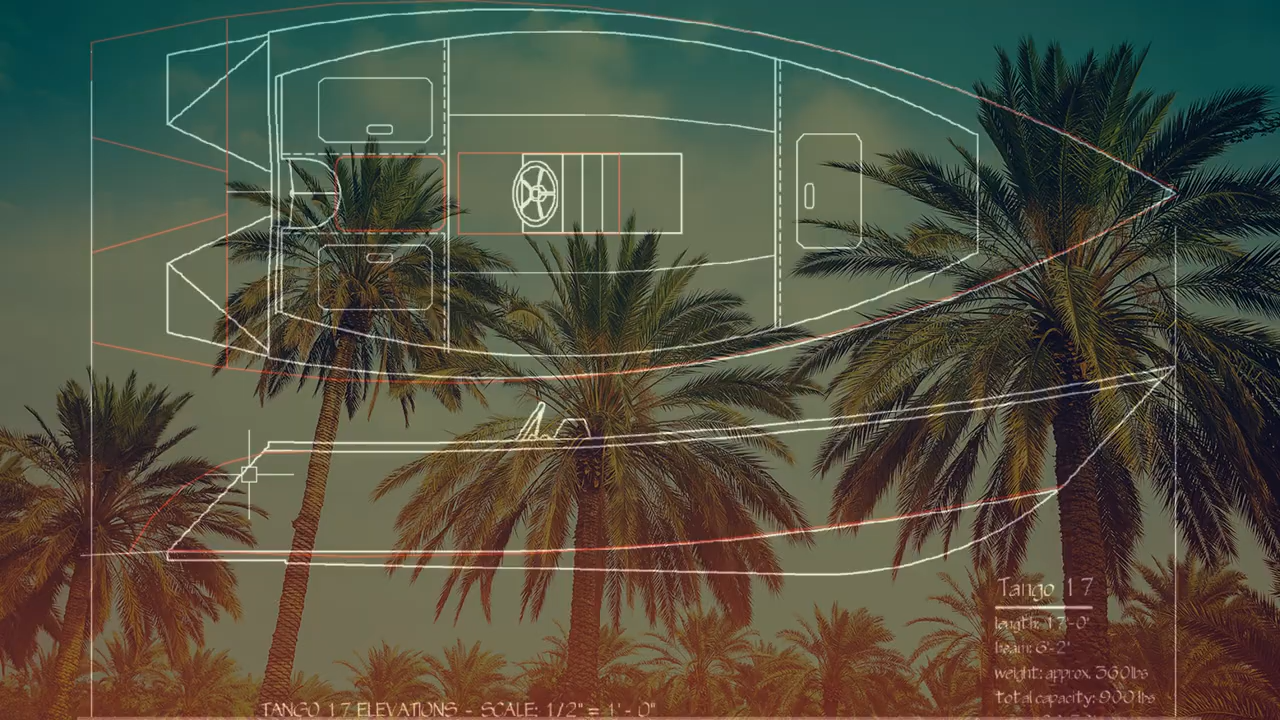 Tango 17
length: 17'-0"
beam: 6'-2"
weight: approx. 360lbs
total capacity: 900lbs
TANGO 17 ELEVATIONS - SCALE: 1/2" = 1'- 0"